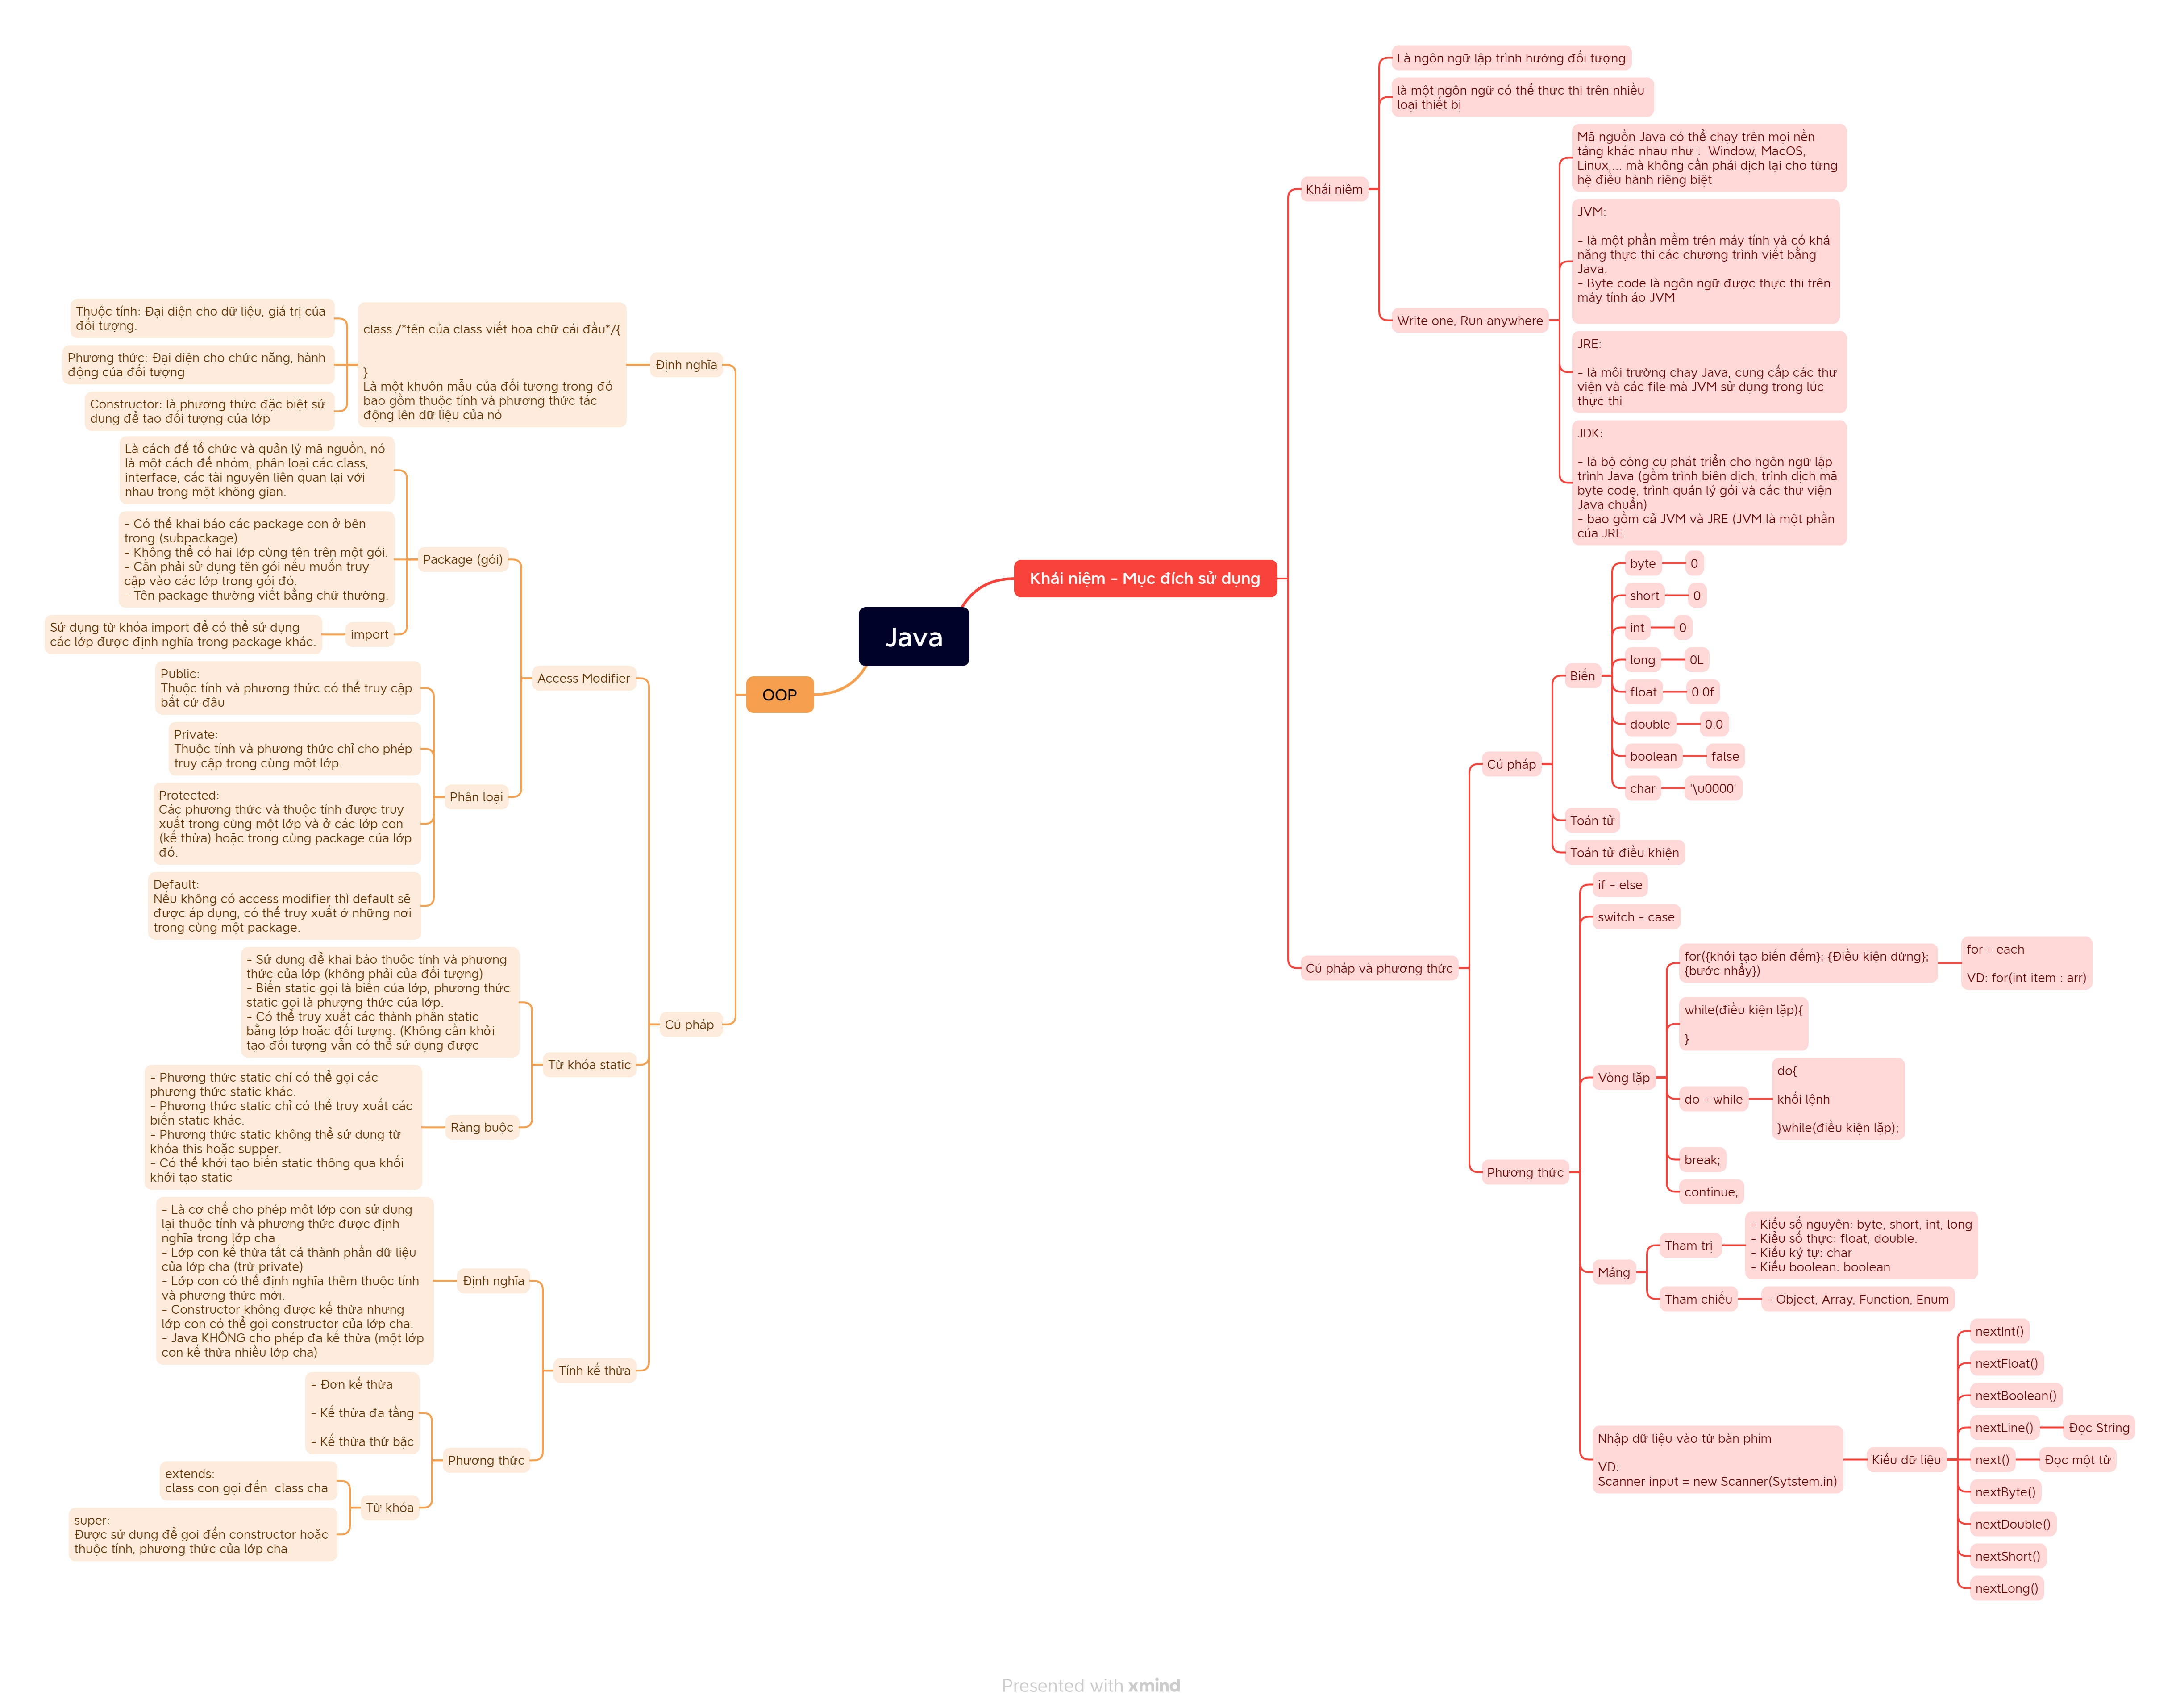 Java
Khái niệm - Mục đích sử dụng
Khái niệm
Là ngôn ngữ lập trình hướng đối tượng
là một ngôn ngữ có thể thực thi trên nhiều
loại thiết bị
Write one, Run anywhere
Mã nguồn Java có thể chạy trên mọi nền
tảng khác nhau như :  Window, MacOS,
Linux,... mà không cần phải dịch lại cho từng
hệ điều hành riêng biệt
JVM:
- là một phần mềm trên máy tính và có khả
năng thực thi các chương trình viết bằng
Java.
- Byte code là ngôn ngữ được thực thi trên
máy tính ảo JVM
JRE:
- là môi trường chạy Java, cung cấp các thư
viện và các file mà JVM sử dụng trong lúc
thực thi
JDK:
- là bộ công cụ phát triển cho ngôn ngữ lập
trình Java (gồm trình biên dịch, trình dịch mã
byte code, trình quản lý gói và các thư viện
Java chuẩn)
- bao gồm cả JVM và JRE (JVM là một phần
của JRE
Cú pháp và phương thức
Cú pháp
Biến
byte
0
short
0
int
0
long
0L
float
0.0f
double
0.0
boolean
false
char
'\u0000'
Toán tử
Toán tử điều khiện
Phương thức
if - else
switch - case
Vòng lặp
for({khởi tạo biến đếm}; {Điều kiện dừng};
{bước nhảy})
for - each
VD: for(int item : arr)
while(điều kiện lặp){
}
do - while
do{
khối lệnh
}while(điều kiện lặp);
break;
continue;
Mảng
Tham trị
- Kiểu số nguyên: byte, short, int, long
- Kiểu số thực: float, double.
- Kiểu ký tự: char
- Kiểu boolean: boolean
Tham chiếu
- Object, Array, Function, Enum
Nhập dữ liệu vào từ bàn phím
VD:
Scanner input = new Scanner(Sytstem.in)
Kiểu dữ liệu
nextInt()
nextFloat()
nextBoolean()
nextLine()
Đọc String
next()
Đọc một từ
nextByte()
nextDouble()
nextShort()
nextLong()
OOP
Định nghĩa
class /*tên của class viết hoa chữ cái đầu*/{
}
Là một khuôn mẫu của đối tượng trong đó
bao gồm thuộc tính và phương thức tác
động lên dữ liệu của nó
Thuộc tính: Đại diện cho dữ liệu, giá trị của
đối tượng.
Phương thức: Đại diện cho chức năng, hành
động của đối tượng
Constructor: là phương thức đặc biệt sử
dụng để tạo đối tượng của lớp
Cú pháp
Access Modifier
Package (gói)
Là cách để tổ chức và quản lý mã nguồn, nó
là một cách để nhóm, phân loại các class,
interface, các tài nguyên liên quan lại với
nhau trong một không gian.
- Có thể khai báo các package con ở bên
trong (subpackage)
- Không thể có hai lớp cùng tên trên một gói.
- Cần phải sử dụng tên gói nếu muốn truy
cập vào các lớp trong gói đó.
- Tên package thường viết bằng chữ thường.
import
Sử dụng từ khóa import để có thể sử dụng
các lớp được định nghĩa trong package khác.
Phân loại
Public:
Thuộc tính và phương thức có thể truy cập
bất cứ đâu
Private:
Thuộc tính và phương thức chỉ cho phép
truy cập trong cùng một lớp.
Protected:
Các phương thức và thuộc tính được truy
xuất trong cùng một lớp và ở các lớp con
(kế thừa) hoặc trong cùng package của lớp
đó.
Default:
Nếu không có access modifier thì default sẽ
được áp dụng, có thể truy xuất ở những nơi
trong cùng một package.
Từ khóa static
- Sử dụng để khai báo thuộc tính và phương
thức của lớp (không phải của đối tượng)
- Biến static gọi là biến của lớp, phương thức
static gọi là phương thức của lớp.
- Có thể truy xuất các thành phần static
bằng lớp hoặc đối tượng. (Không cần khởi
tạo đối tượng vẫn có thể sử dụng được
Ràng buộc
- Phương thức static chỉ có thể gọi các
phương thức static khác.
- Phương thức static chỉ có thể truy xuất các
biến static khác.
- Phương thức static không thể sử dụng từ
khóa this hoặc supper.
- Có thể khởi tạo biến static thông qua khối
khởi tạo static
Tính kế thừa
Định nghĩa
- Là cơ chế cho phép một lớp con sử dụng
lại thuộc tính và phương thức được định
nghĩa trong lớp cha
- Lớp con kế thừa tất cả thành phần dữ liệu
của lớp cha (trừ private)
- Lớp con có thể định nghĩa thêm thuộc tính
và phương thức mới.
- Constructor không được kế thừa nhưng
lớp con có thể gọi constructor của lớp cha.
- Java KHÔNG cho phép đa kế thừa (một lớp
con kế thừa nhiều lớp cha)
Phương thức
- Đơn kế thừa
- Kế thừa đa tầng
- Kế thừa thứ bậc
Từ khóa
extends:
class con gọi đến  class cha
super:
Được sử dụng để gọi đến constructor hoặc
thuộc tính, phương thức của lớp cha
Presented with xmind